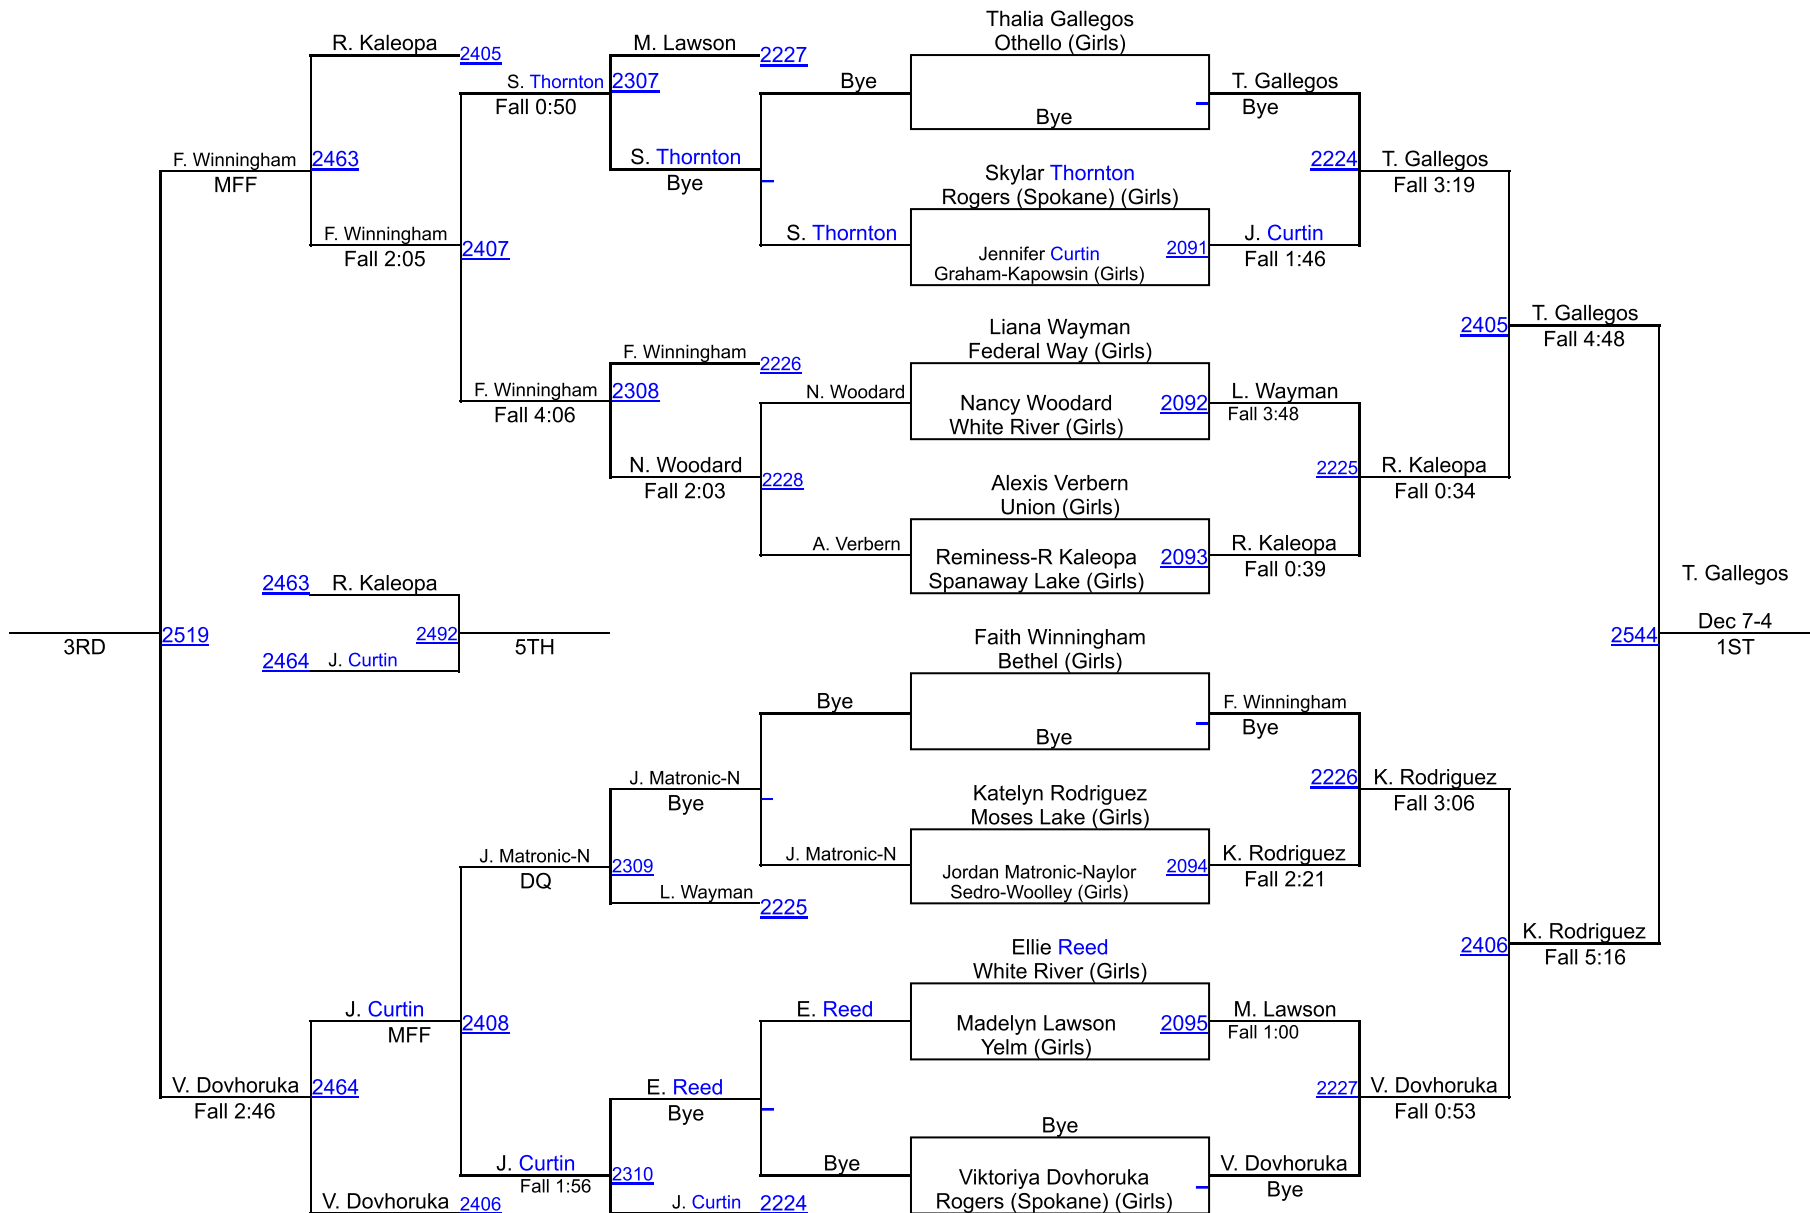 Thalia Gallegos
R. Kaleopa
2405
M. Lawson
2227
Othello (Girls)
S. Thornton
2307
Bye
T. Gallegos
Fall 0:50
Bye
Bye
F. Winningham
2463
S. Thornton
2224
T. Gallegos
MFF
Bye
Skylar Thornton
Fall 3:19
Rogers (Spokane) (Girls)
F. Winningham
2407
S. Thornton
Jennifer Curtin
2091
J. Curtin
Fall 2:05
Graham-Kapowsin (Girls)
Fall 1:46
Liana Wayman
2405
T. Gallegos
F. Winningham
2226
Federal Way (Girls)
Fall 4:48
F. Winningham
2308
N. Woodard
Nancy Woodard
2092
L. Wayman
Fall 4:06
White River (Girls)
Fall 3:48
N. Woodard
2228
2225
R. Kaleopa
Fall 2:03
Alexis Verbern
Fall 0:34
Union (Girls)
A. Verbern
Reminess-R Kaleopa
2093
R. Kaleopa
2463
R. Kaleopa
Spanaway Lake (Girls)
Fall 0:39
T. Gallegos
2519
2492
Faith Winningham
2544
Dec 7-4
3RD
2464
J. Curtin
5TH
Bethel (Girls)
1ST
Bye
F. Winningham
Bye
Bye
J. Matronic-N
2226
K. Rodriguez
Bye
Katelyn Rodriguez
Fall 3:06
Moses Lake (Girls)
J. Matronic-N
2309
J. Matronic-N
Jordan Matronic-Naylor
2094
K. Rodriguez
DQ
L. Wayman
2225
Sedro-Woolley (Girls)
Fall 2:21
Ellie Reed
2406
K. Rodriguez
White River (Girls)
Fall 5:16
J. Curtin
2408
E. Reed
Madelyn Lawson
2095
M. Lawson
MFF
Yelm (Girls)
Fall 1:00
V. Dovhoruka
2464
E. Reed
2227
V. Dovhoruka
Fall 2:46
Bye
Bye
Fall 0:53
J. Curtin
2310
Bye
Viktoriya Dovhoruka
V. Dovhoruka
Fall 1:56
Bye
V. Dovhoruka
2406
J. Curtin
2224
Rogers (Spokane) (Girls)